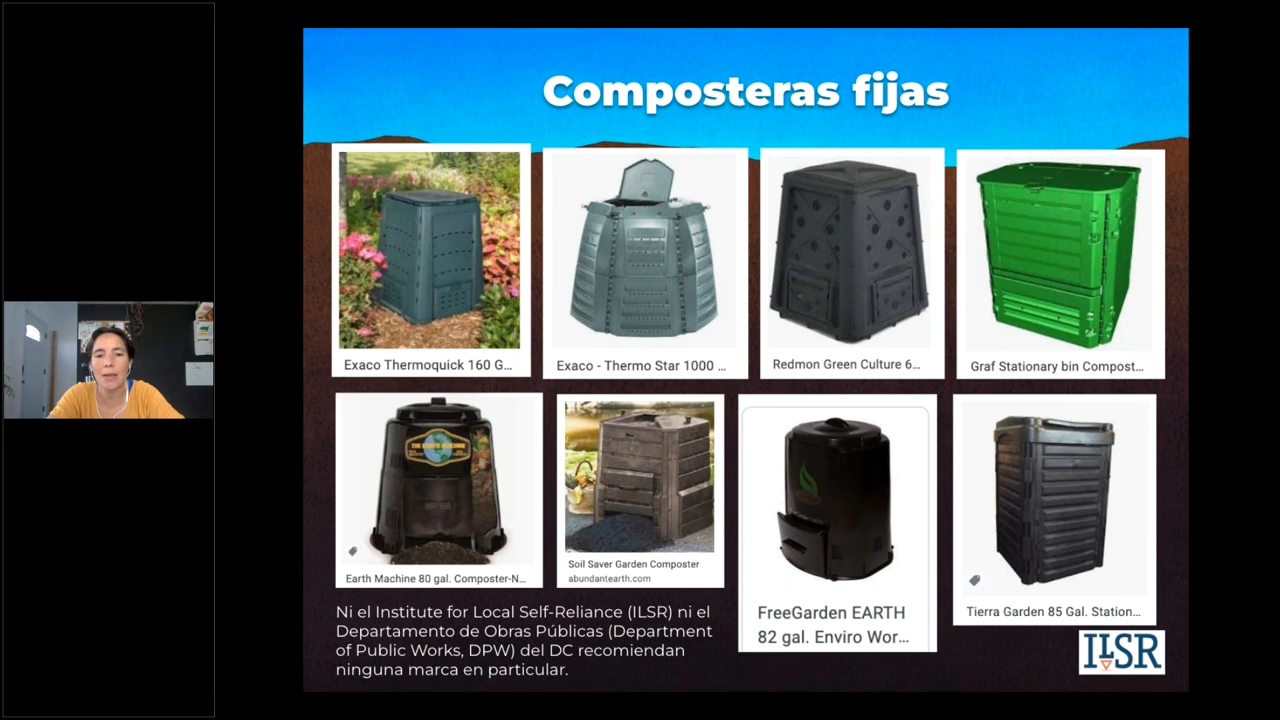 Composteras fijas
Exaco Thermoquick 160 G...
Exaco - Thermo Star 1000 ...
Redmon Green Culture 6...
Graf Stationary bin Compost...
THE EARTH MACHINE
Earth Machine 80 gal. Composter-N...
Soil Saver Garden Composter
abundantearth.com
FreeGarden EARTH
82 gal. Enviro Wor...
Tierra Garden 85 Gal. Station...
Ni el Institute for Local Self-Reliance (ILSR) ni el
Departamento de Obras Públicas (Department
of Public Works, DPW) del DC recomiendan
ninguna marca en particular.
ILSR